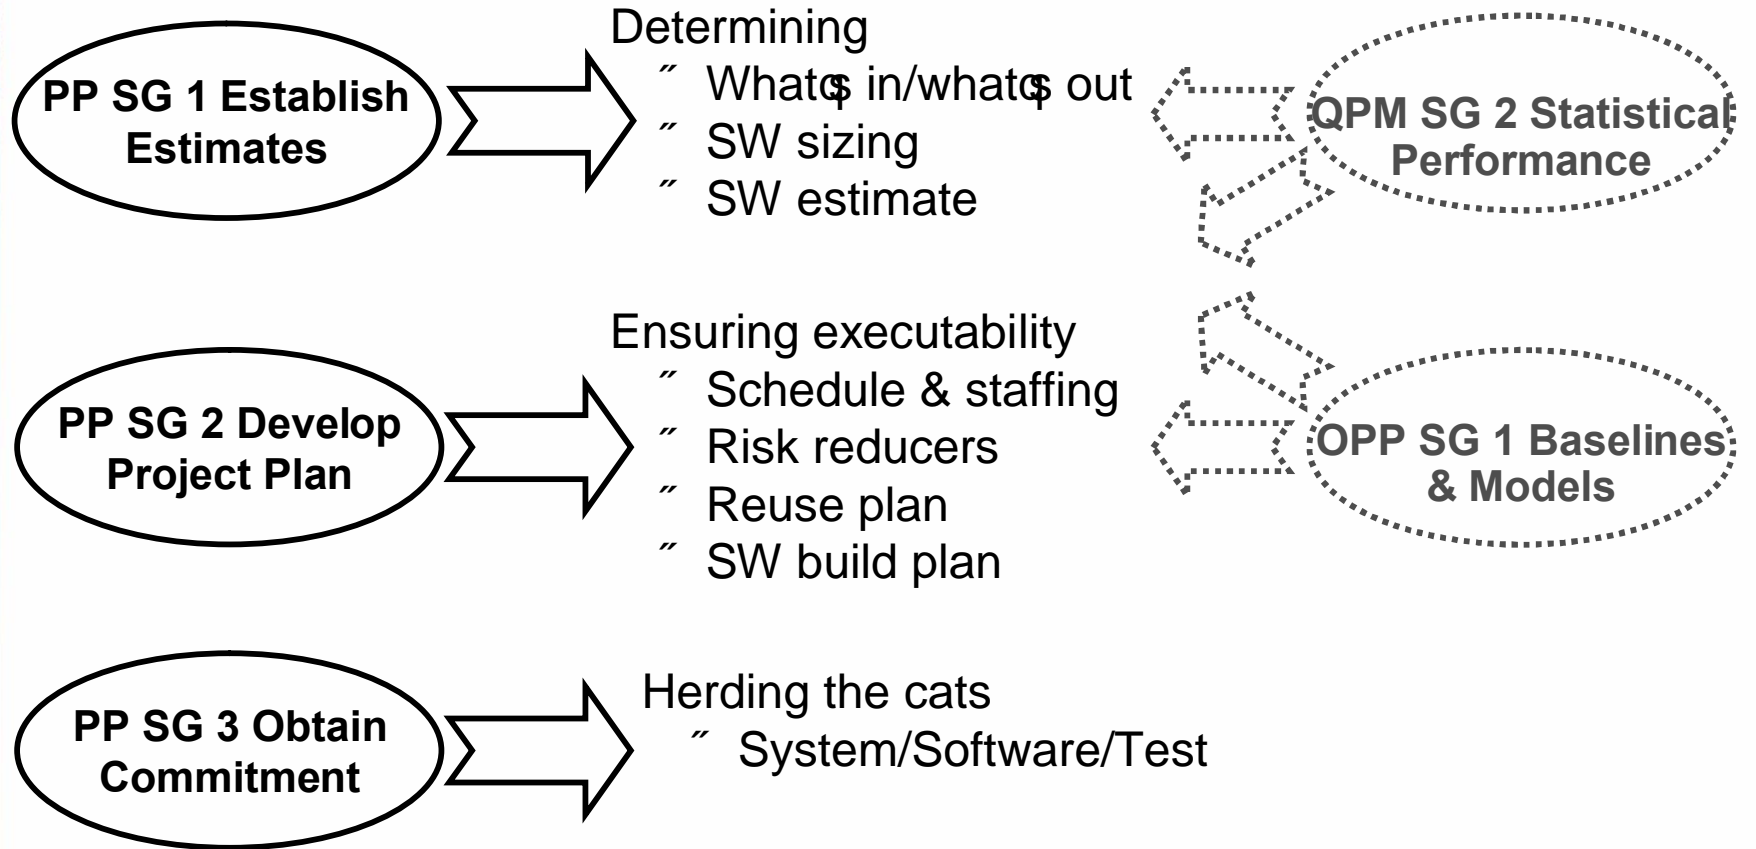 PP SG 1 Establish
Estimates
Determining
˝ Whatqs in/whatqs out
˝ SW sizing
˝ SW estimate
QPM SG 2 Statistical
Performance
PP SG 2 Develop
Project Plan
Ensuring executability
˝ Schedule & staffing
˝ Risk reducers
˝ Reuse plan
˝ SW build plan
OPP SG 1 Baselines
& Models
PP SG 3 Obtain
Commitment
Herding the cats
˝ System/Software/Test